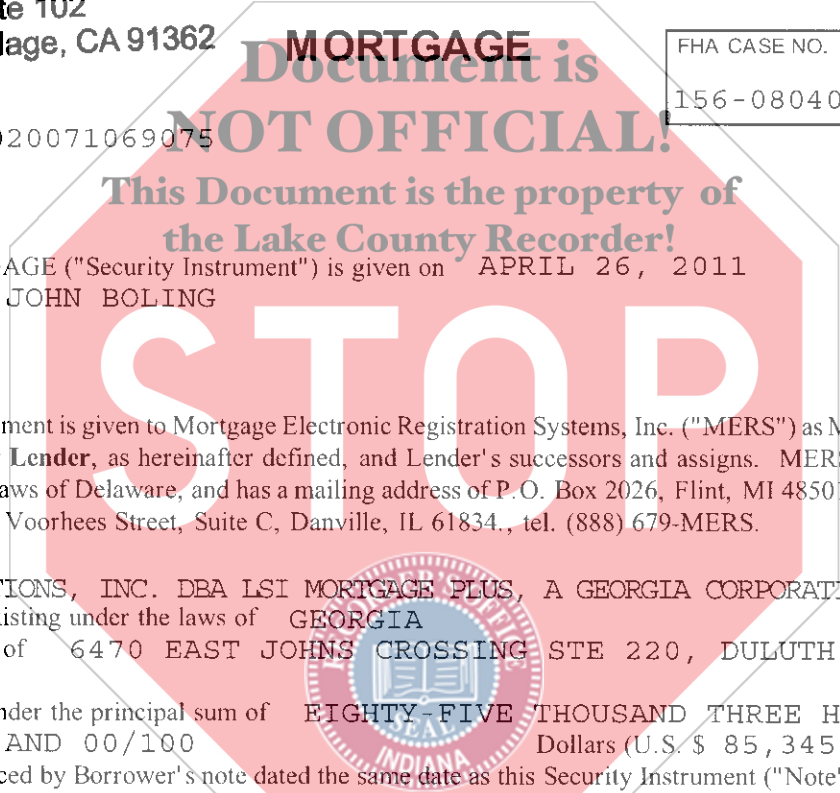 te 102
lage, CA 91362
MORTGAGE
FHA CASE NO.
156-08040
Document is
NOT OFFICIAL!
020071069075
This Document is the property of
the Lake County Recorder!
AGE ("Security Instrument") is given on APRIL 26, 2011
JOHN BOLING
STOP
ment is given to Mortgage Electronic Registration Systems, Inc. ("MERS") as M
Lender, as hereinafter defined, and Lender's successors and assigns. MERS
aws of Delaware, and has a mailing address of P.O. Box 2026, Flint, MI 4850
Voorhees Street, Suite C, Danville, IL 61834., tel. (888) 679-MERS.
TIONS, INC. DBA LSI MORTGAGE PLUS, A GEORGIA CORPORATI
isting under the laws of GEORGIA
of 6470 EAST JOHNS CROSSING STE 220, DULUTH
RECORDER'S OFFICE
SEAL
INDIANA
nder the principal sum of EIGHTY-FIVE THOUSAND THREE H
AND 00/100 Dollars (U.S. $ 85,345
ced by Borrower's note dated the same date as this Security Instrument ("Note"